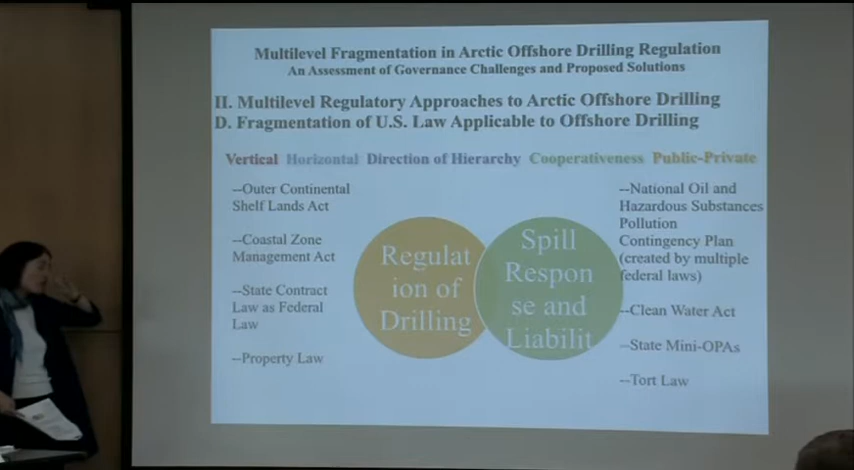 Multilevel Fragmentation in Arctic Offshore Drilling Regulation
An Assessment of Governance Challenges and Proposed Solutions
II. Multilevel Regulatory Approaches to Arctic Offshore Drilling
D. Fragmentation of U.S. Law Applicable to Offshore Drilling
Vertical Horizontal Direction of Hierarchy Cooperativeness Public-Private
--Outer Continental
Shelf Lands Act
--Coastal Zone
Management Act
--State Contract
Law as Federal
Law
--Property Law
Regulat
ion of
Drilling
Spill
Respon
se and
Liabilit
--National Oil and
Hazardous Substances
Pollution
Contingency Plan
(created by multiple
federal laws)
--Clean Water Act
--State Mini-OPAs
--Tort Law